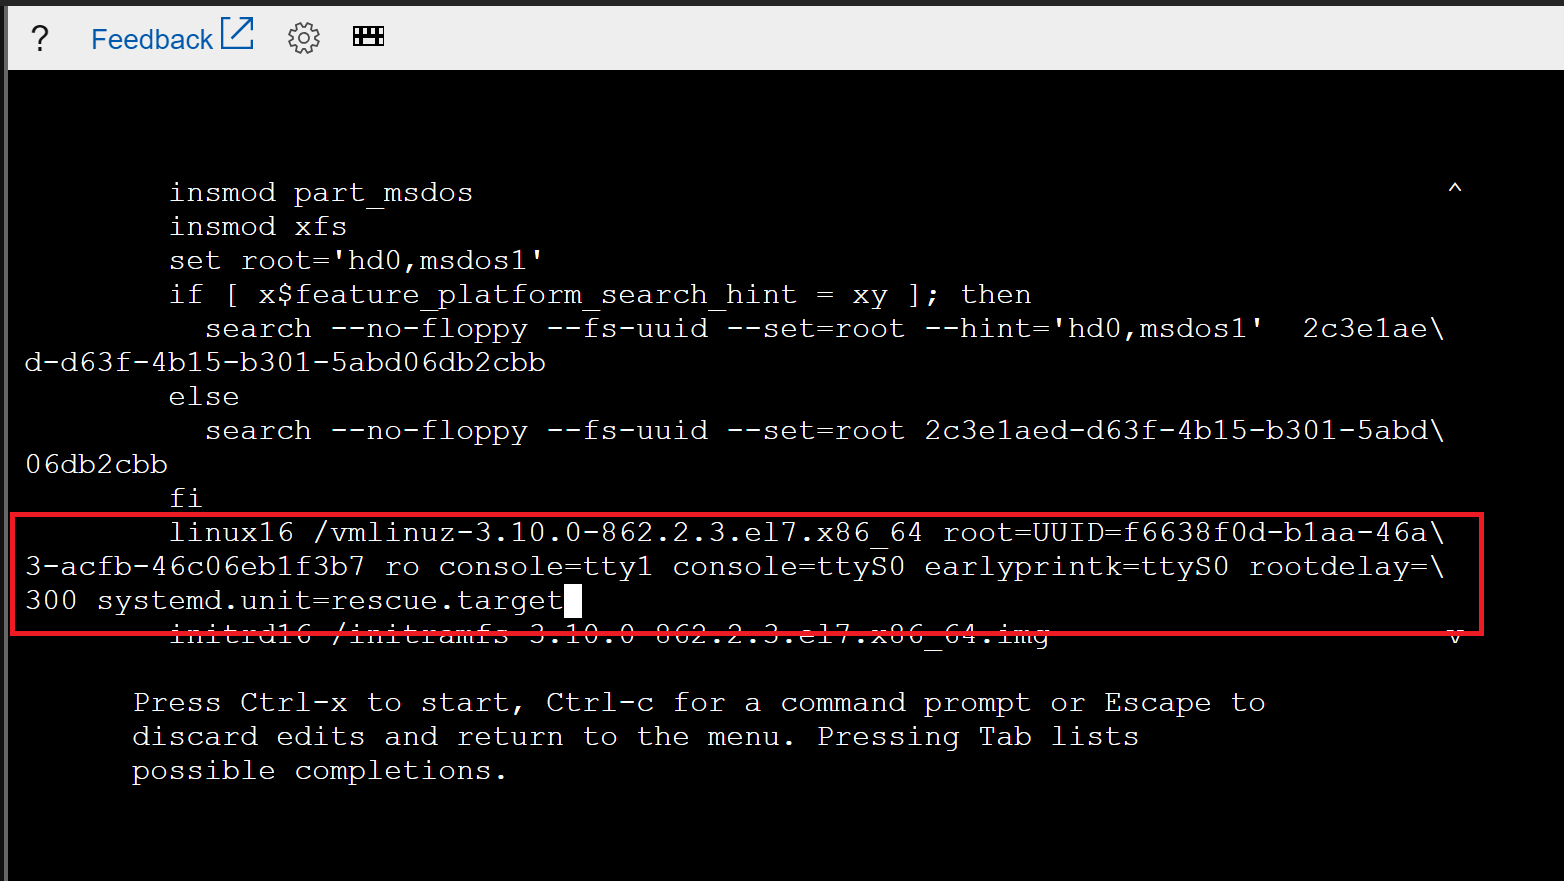 ? Feedback
insmod part_msdos ^
insmod xfs
set root='hd0,msdos1'
if [ x$feature_platform_search_hint = xy ]; then
search --no-floppy --fs-uuid --set=root --hint='hd0,msdos1'  2c3e1ae\
d-d63f-4b15-b301-5abd06db2cbb
else
search --no-floppy --fs-uuid --set=root 2c3e1aed-d63f-4b15-b301-5abd\
06db2cbb
fi
linux16 /vmlinuz-3.10.0-862.2.3.el7.x86_64 root=UUID=f6638f0d-b1aa-46a\
3-acfb-46c06eb1f3b7 ro console=tty1 console=ttyS0 earlyprintk=ttyS0 rootdelay=\
300 systemd.unit=rescue.target
initrd16 /initramfs-3.10.0-862.2.3.el7.x86_64.img v
Press Ctrl-x to start, Ctrl-c for a command prompt or Escape to
discard edits and return to the menu. Pressing Tab lists
possible completions.